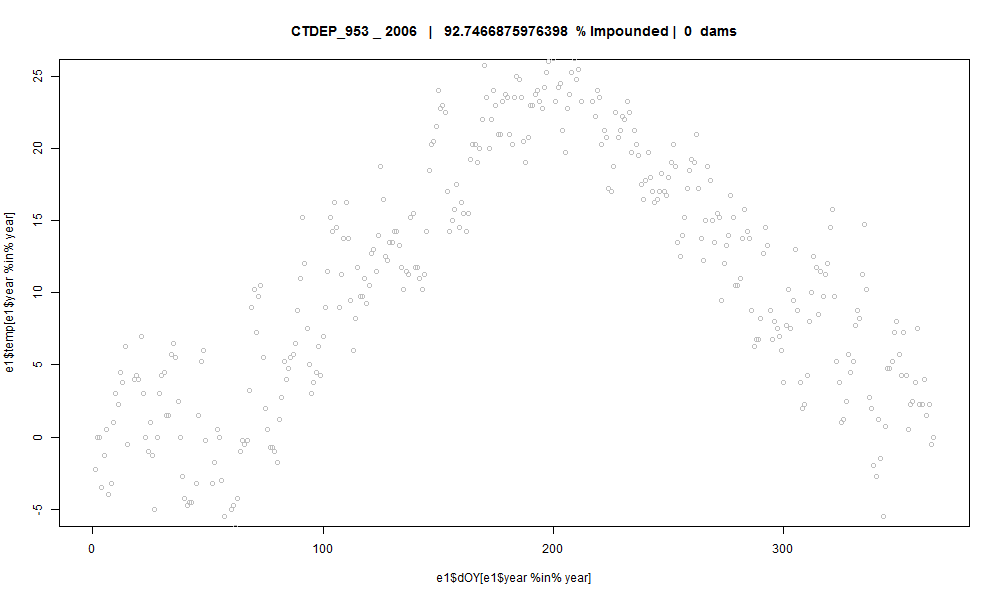 CTDEP_953 _ 2006 | 92.7466875976398 % Impounded | 0 dams
25
20
15
10
5
0
-5
e1$temp[e1$year %in% year]
0 100 200 300
e1$dOY[e1$year %in% year]